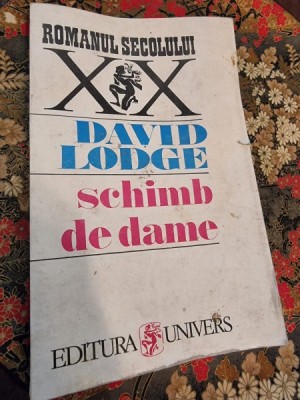 ROMANUL SECOLULUI
XX
DAVID
LODGE
schimb
de dame
EDITURA UNIVERS